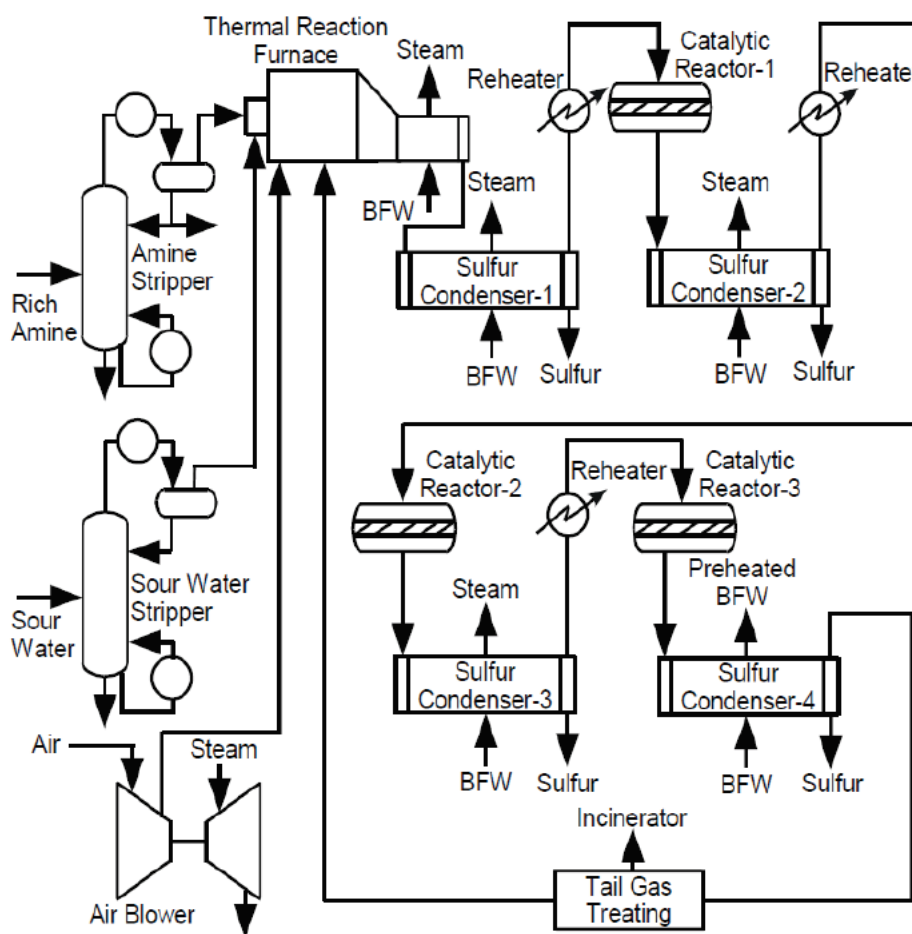 Thermal Reaction
Furnace
Steam
Reheater
Catalytic
Reactor-1
Reheater
BFW
Steam
Sulfur
Condenser-1
BFW
Sulfur
Steam
Sulfur
Condenser-2
BFW
Sulfur
Amine
Stripper
Rich
Amine
Catalytic
Reactor-2
Reheater
Catalytic
Reactor-3
Steam
Sulfur
Condenser-3
BFW
Sulfur
Preheated
BFW
Sulfur
Condenser-4
BFW
Sulfur
Sour Water
Stripper
Sour
Water
Air
Steam
Air Blower
Incinerator
Tail Gas
Treating